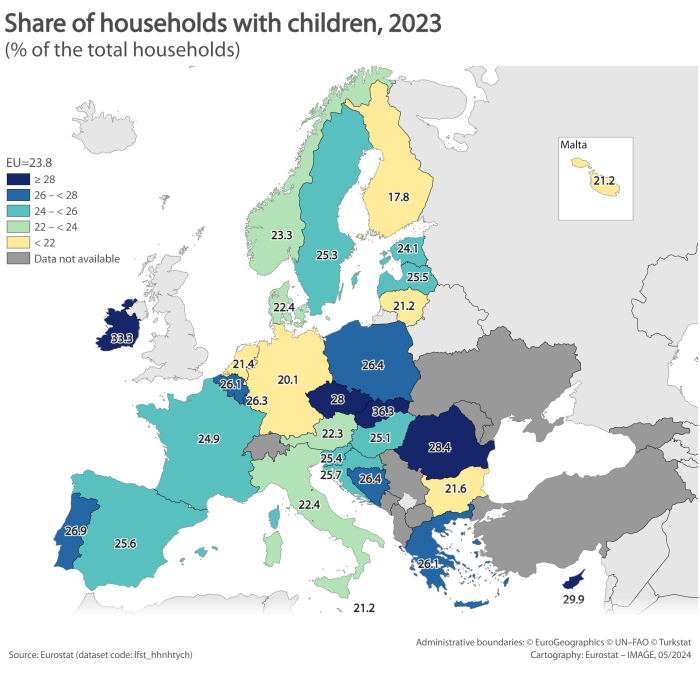 Share of households with children, 2023
(% of the total households)
Malta
21.2
EU=23.8
≥ 28
26 – < 28
24 – < 26
22 – < 24
< 22
Data not available
17.8
23.3
25.3
24.1
25.5
22.4
21.2
33.3
21.4
20.1
26.4
26.1
26.3
28
36.3
24.9
22.3
25.1
28.4
25.4
25.7
26.4
21.6
22.4
26.9
25.6
26.1
29.9
21.2
Administrative boundaries: © EuroGeographics © UN–FAO © Turkstat
Source: Eurostat (dataset code: lfst_hhnhtych)
Cartography: Eurostat – IMAGE, 05/2024